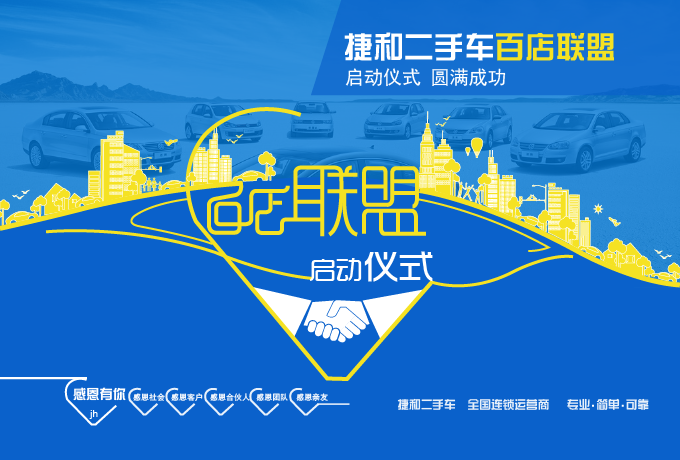 捷和二手车百店联盟
启动仪式 圆满成功
百店联盟
启动仪式
感恩有你 感恩社会 感恩客户 感恩合伙人 感恩团队 感恩亲友
jh
捷和二手车 全国连锁运营商 专业·简单·可靠